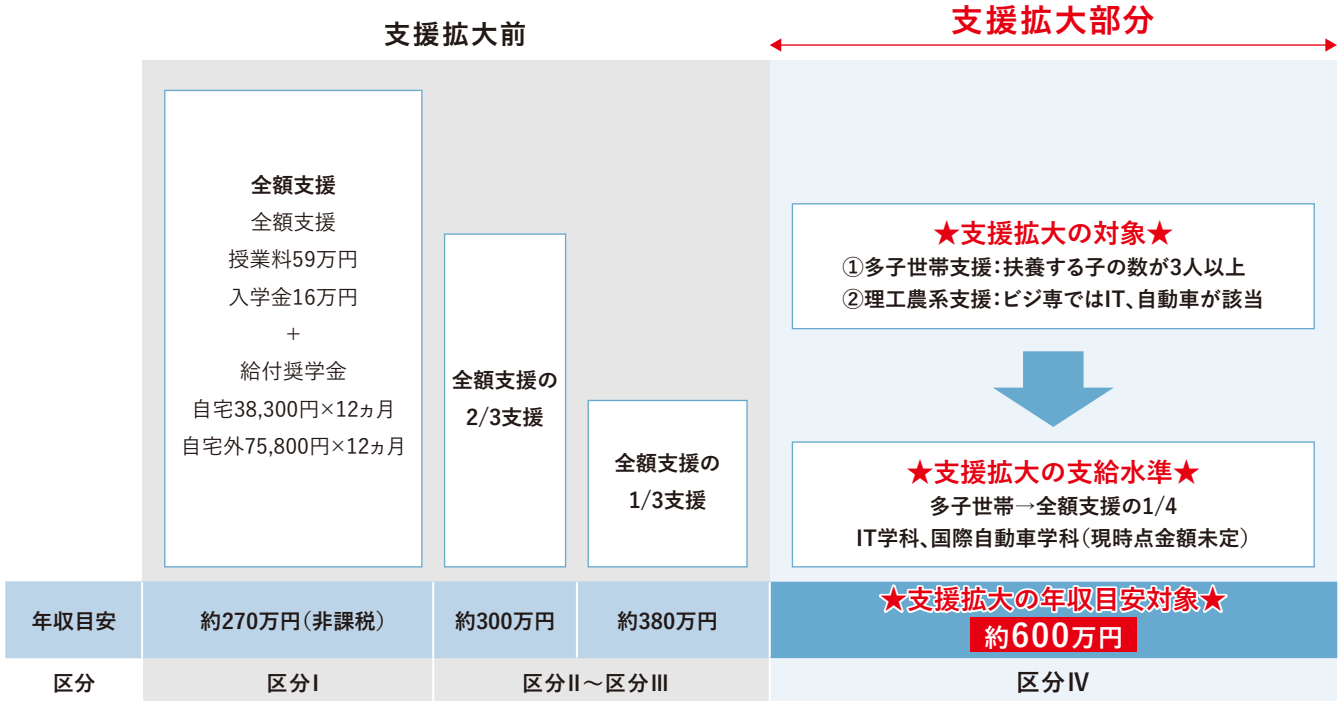 支援拡大前
支援拡大部分
全額支援
全額支援
授業料59万円
入学金16万円
+
給付奨学金
自宅38,300円×12ヵ月
自宅外75,800円×12ヵ月
全額支援の
2/3支援
全額支援の
1/3支援
★支援拡大の対象★
①多子世帯支援：扶養する子の数が3人以上
②理工農系支援：ビジ専ではIT、自動車が該当
★支援拡大の支給水準★
多子世帯→全額支援の1/4
IT学科、国際自動車学科（現時点金額未定）
年収目安
約270万円（非課税）
約300万円
約380万円
★支援拡大の年収目安対象★
約600万円
区分
区分Ⅰ
区分Ⅱ～区分Ⅲ
区分Ⅳ